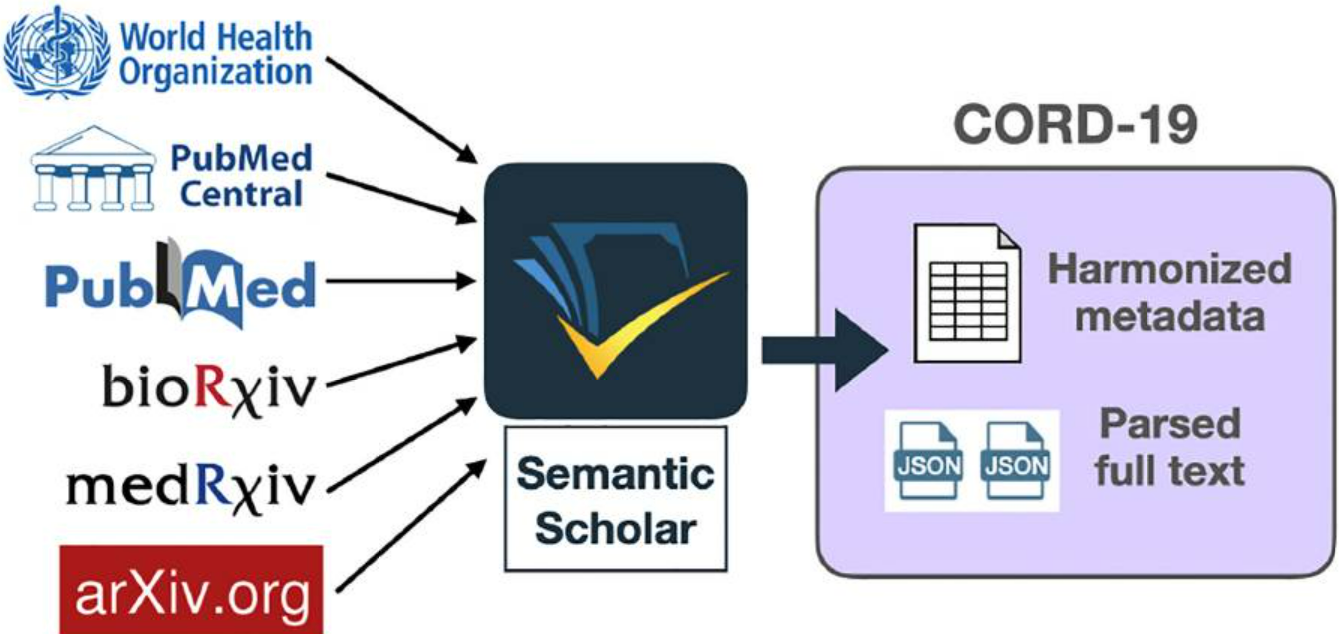 World Health
Organization
PubMed
Central
PubMed
bioRχiv
medRχiv
arXiv.org
Semantic
Scholar
CORD-19
Harmonized
metadata
JSON JSON
Parsed
full text